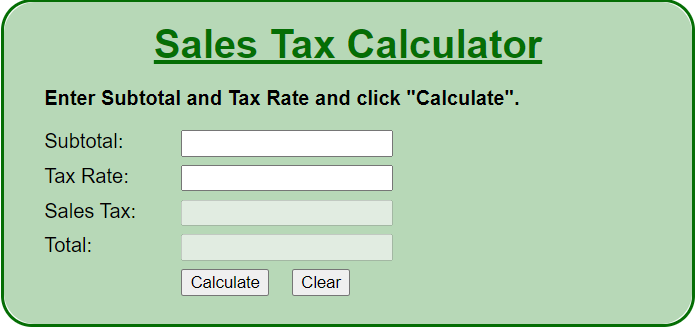 Sales Tax Calculator
Enter Subtotal and Tax Rate and click "Calculate".
Subtotal:
Tax Rate:
Sales Tax:
Total:
Calculate Clear